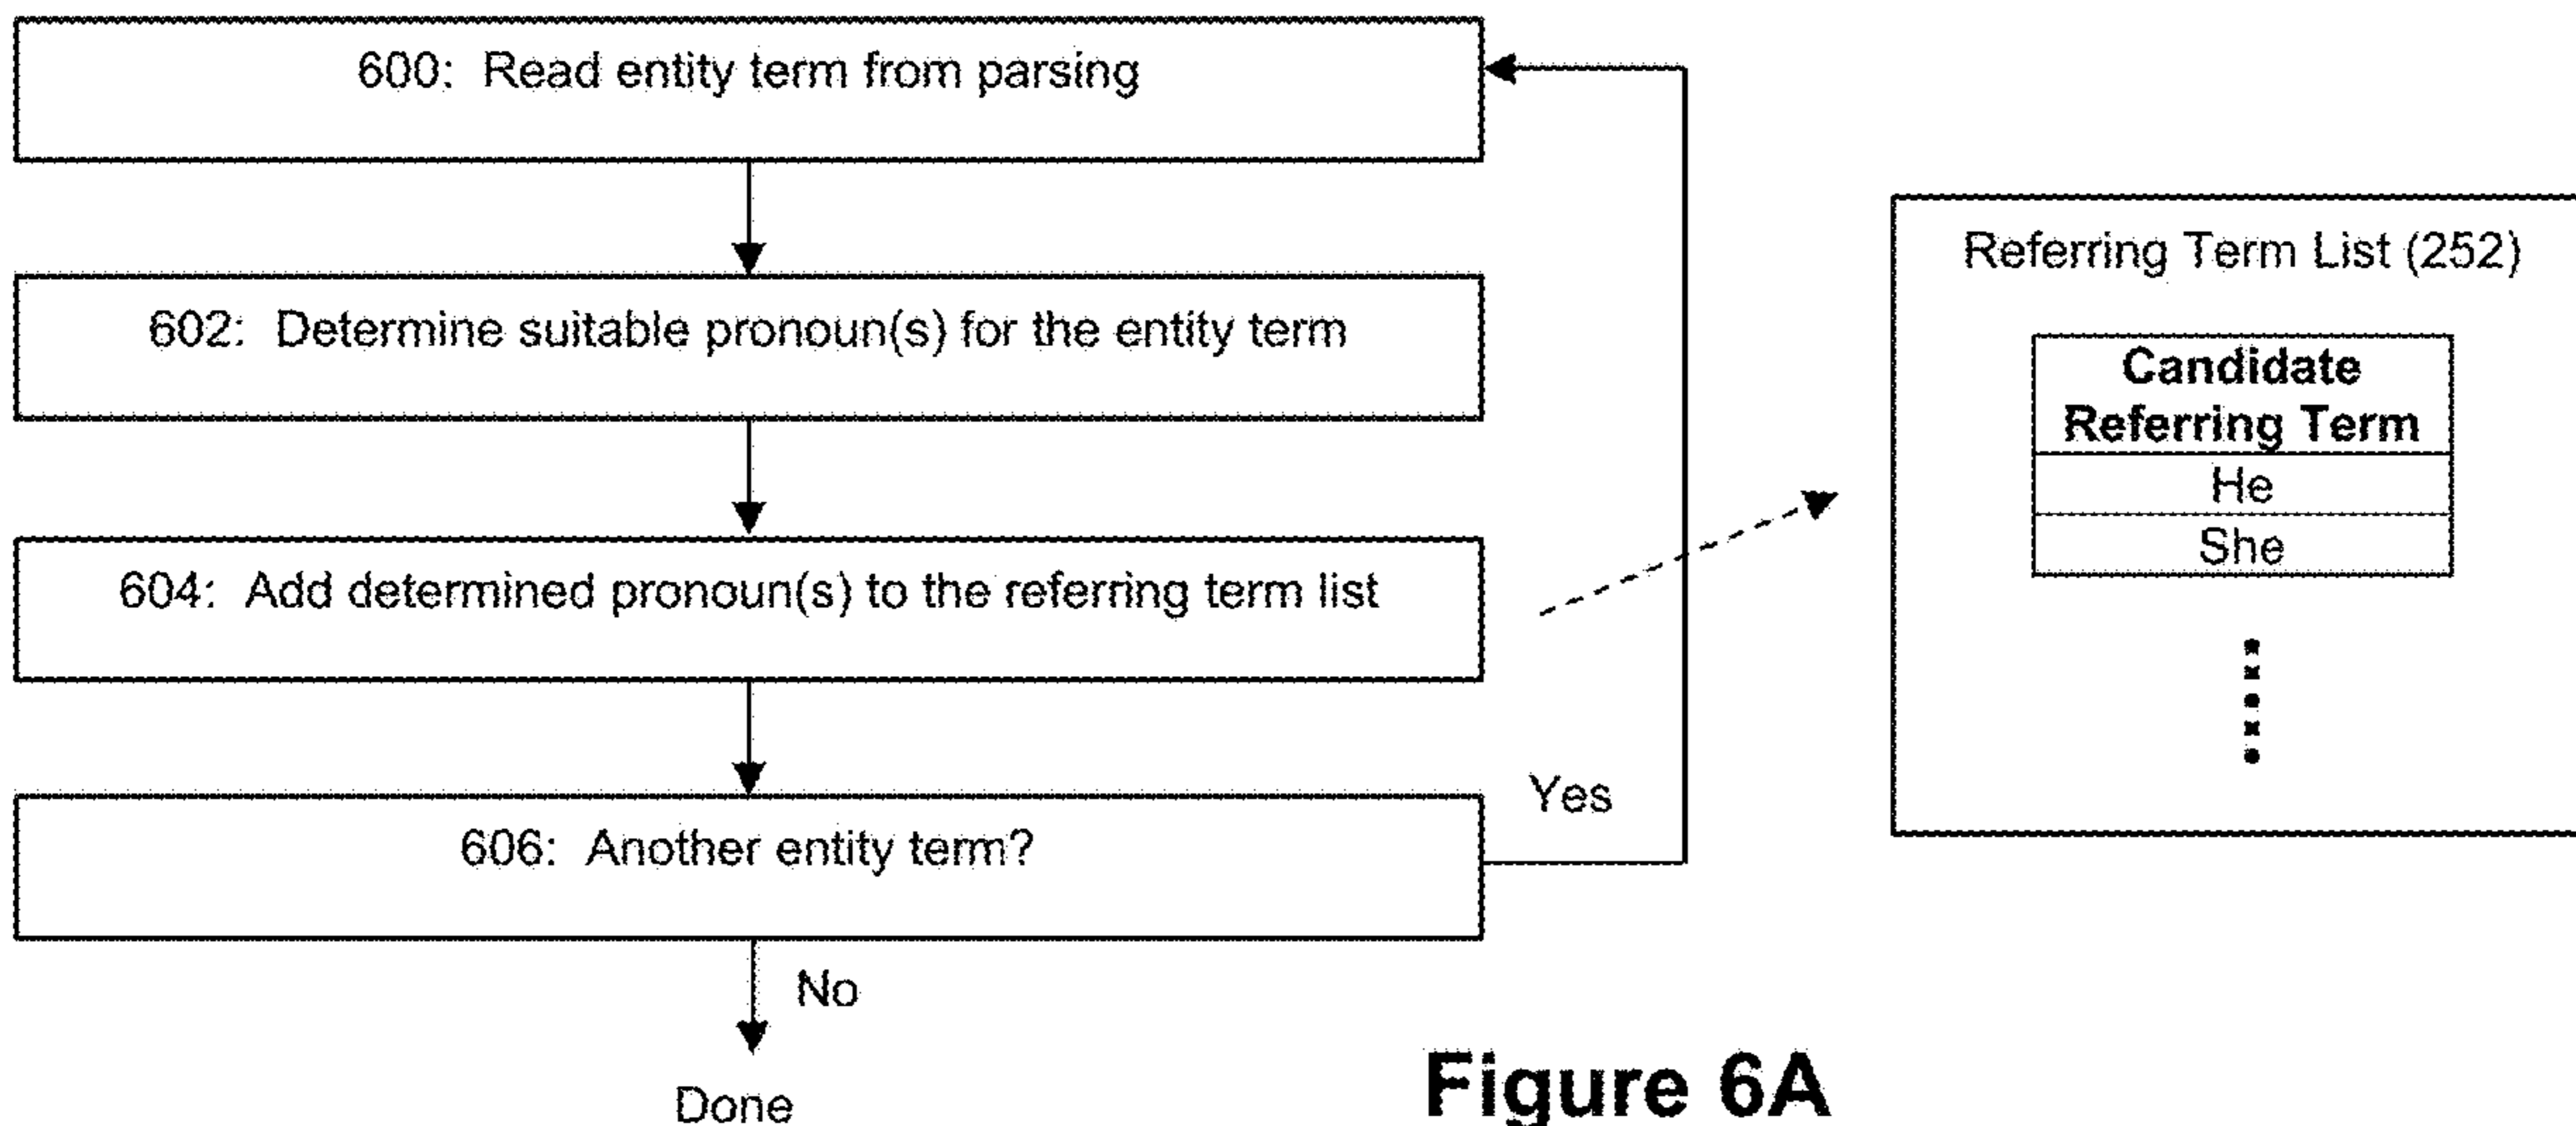 600: Read entity term from parsing
602: Determine suitable pronoun(s) for the entity term
604: Add determined pronoun(s) to the referring term list
606: Another entity term?
Yes
No
Done
Referring Term List (252)
Candidate
Referring Term
He
She
Figure 6A